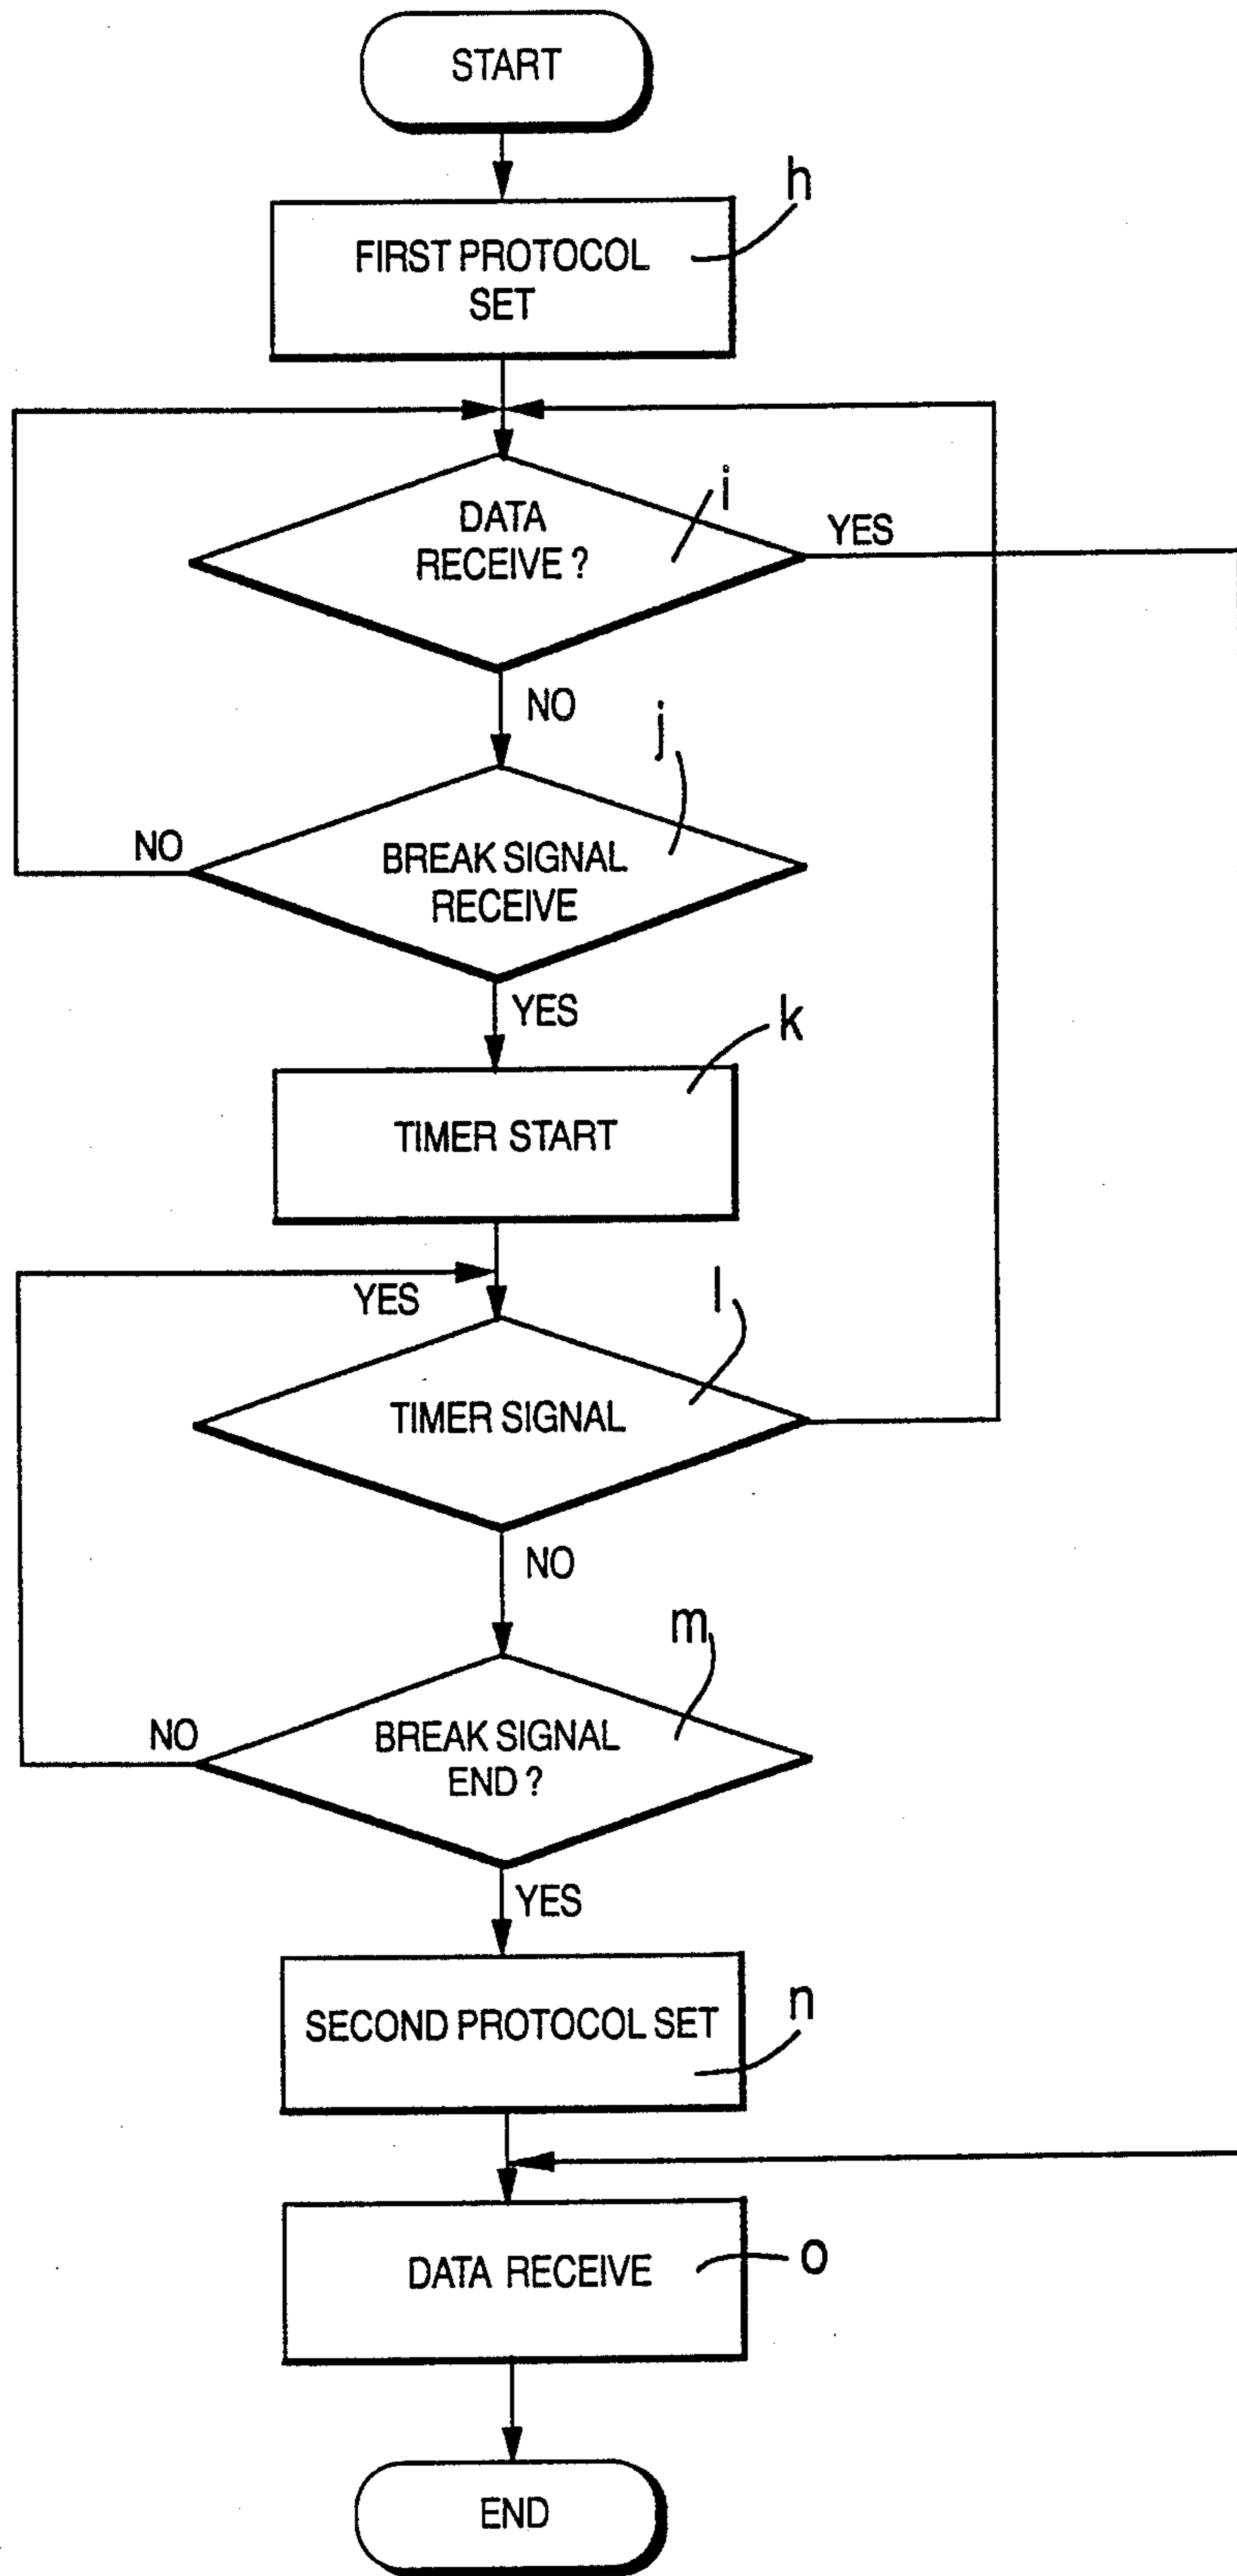 START
h
FIRST PROTOCOL
SET
i
DATA
RECEIVE ?
YES
NO
j
NO
BREAK SIGNAL
RECEIVE
YES
k
TIMER START
YES
l
TIMER SIGNAL
NO
m
NO
BREAK SIGNAL
END ?
YES
n
SECOND PROTOCOL SET
DATA RECEIVE
o
END